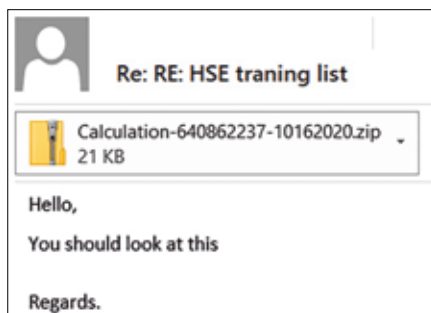 Re: RE: HSE traning list
Calculation-640862237-10162020.zip
21 KB
Hello,
You should look at this
Regards.